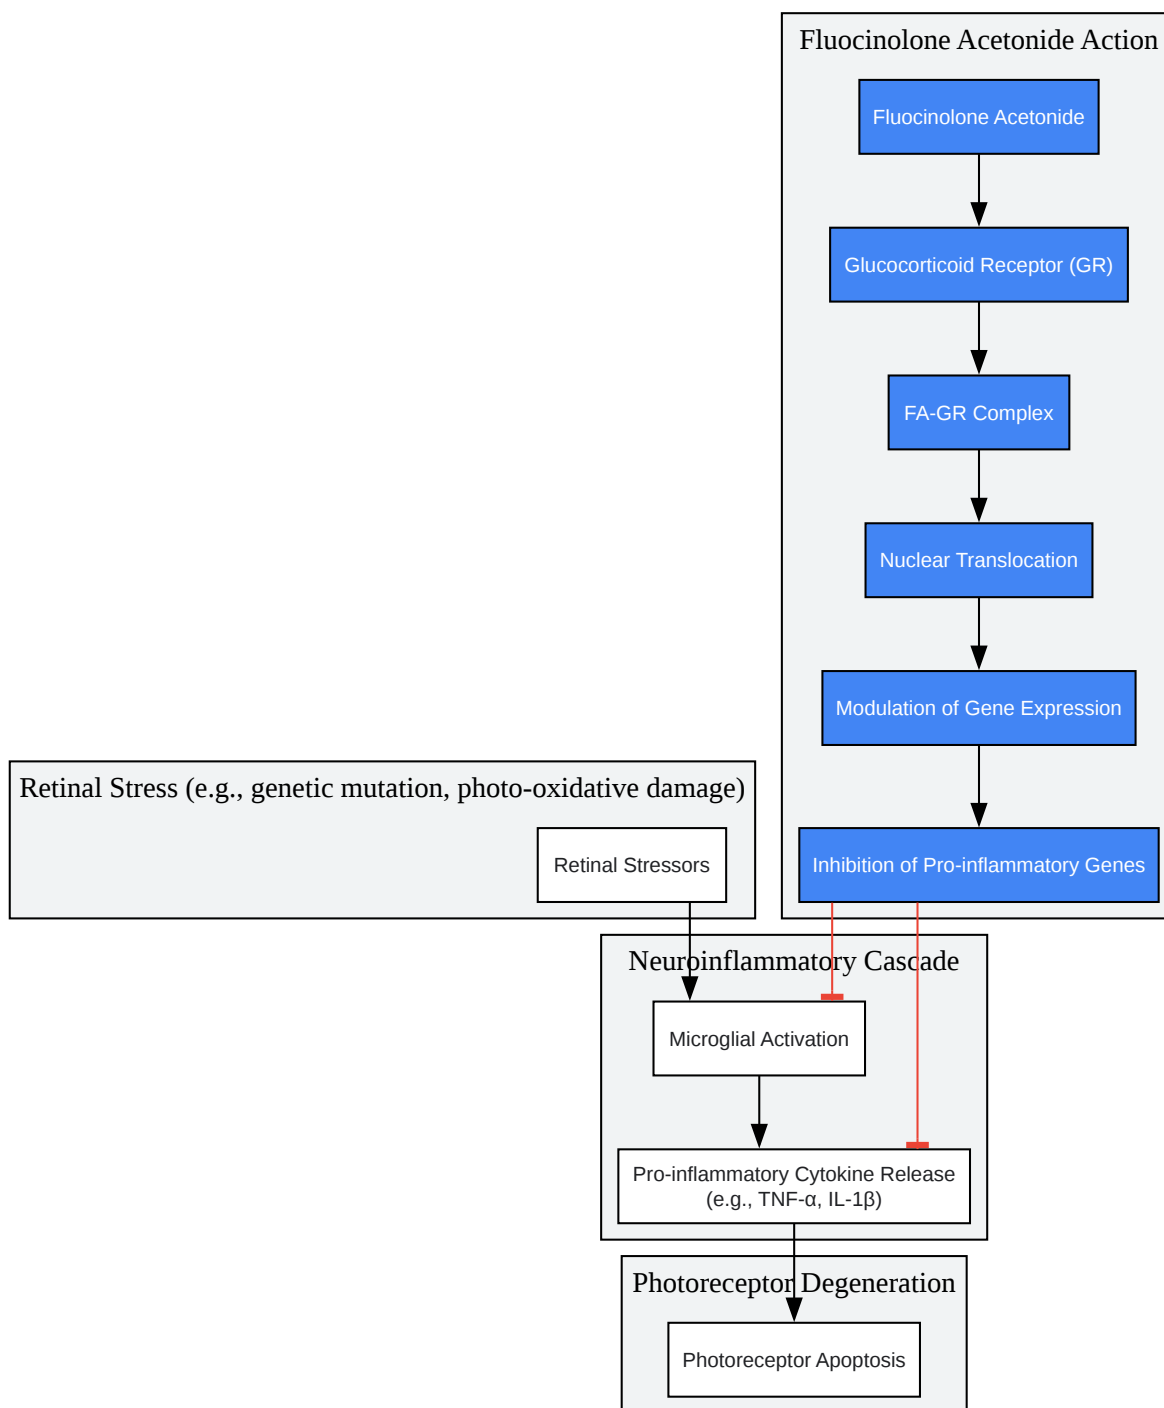 Fluocinolone Acetonide Action
Fluocinolone Acetonide
Glucocorticoid Receptor (GR)
FA-GR Complex
Nuclear Translocation
Modulation of Gene Expression
Inhibition of Pro-inflammatory Genes
Retinal Stress (e.g., genetic mutation, photo-oxidative damage)
Retinal Stressors
Neuroinflammatory Cascade
Microglial Activation
Pro-inflammatory Cytokine Release
(e.g., TNF-α, IL-1β)
Photoreceptor Degeneration
Photoreceptor Apoptosis